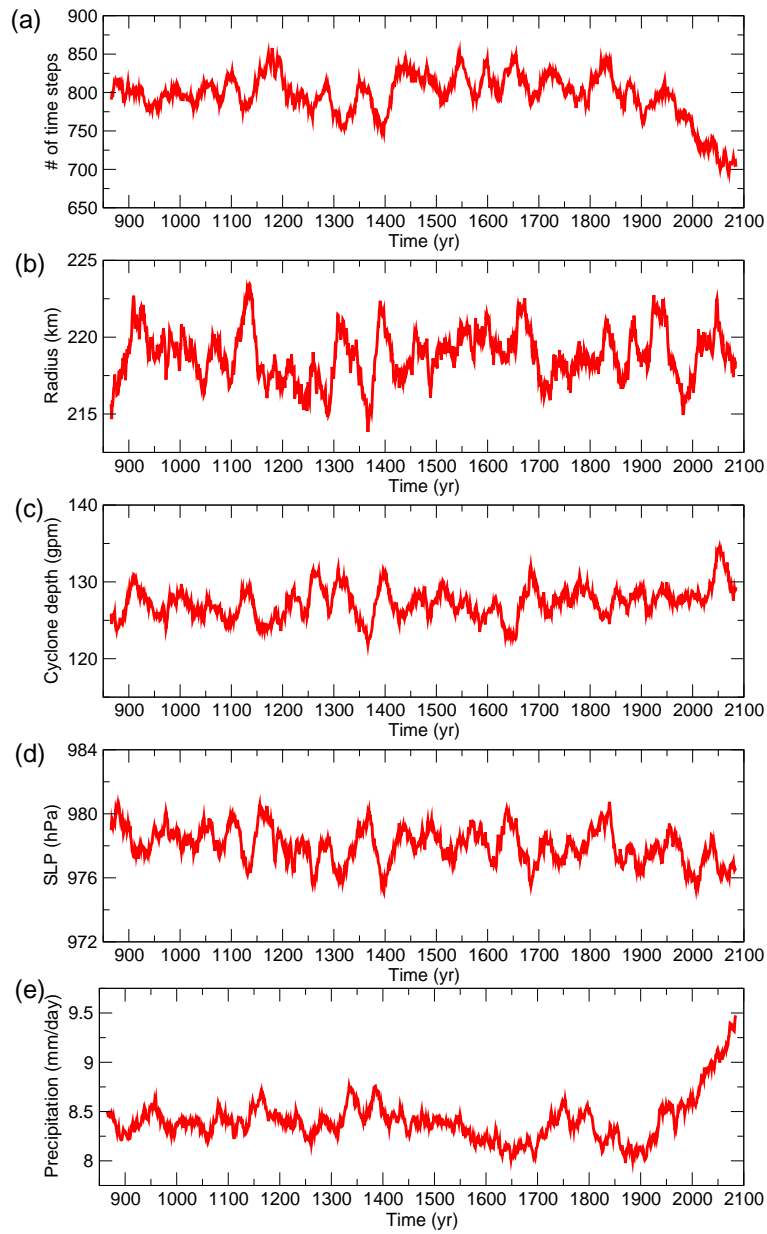 (a)
900
850
800
750
700
650
# of time steps
900 1000 1100 1200 1300 1400 1500 1600 1700 1800 1900 2000 2100
Time (yr)
(b)
225
220
215
Radius (km)
900 1000 1100 1200 1300 1400 1500 1600 1700 1800 1900 2000 2100
Time (yr)
(c)
140
130
120
Cyclone depth (gpm)
900 1000 1100 1200 1300 1400 1500 1600 1700 1800 1900 2000 2100
Time (yr)
(d)
984
980
976
972
SLP (hPa)
900 1000 1100 1200 1300 1400 1500 1600 1700 1800 1900 2000 2100
Time (yr)
(e)
9.5
9
8.5
8
Precipitation (mm/day)
900 1000 1100 1200 1300 1400 1500 1600 1700 1800 1900 2000 2100
Time (yr)